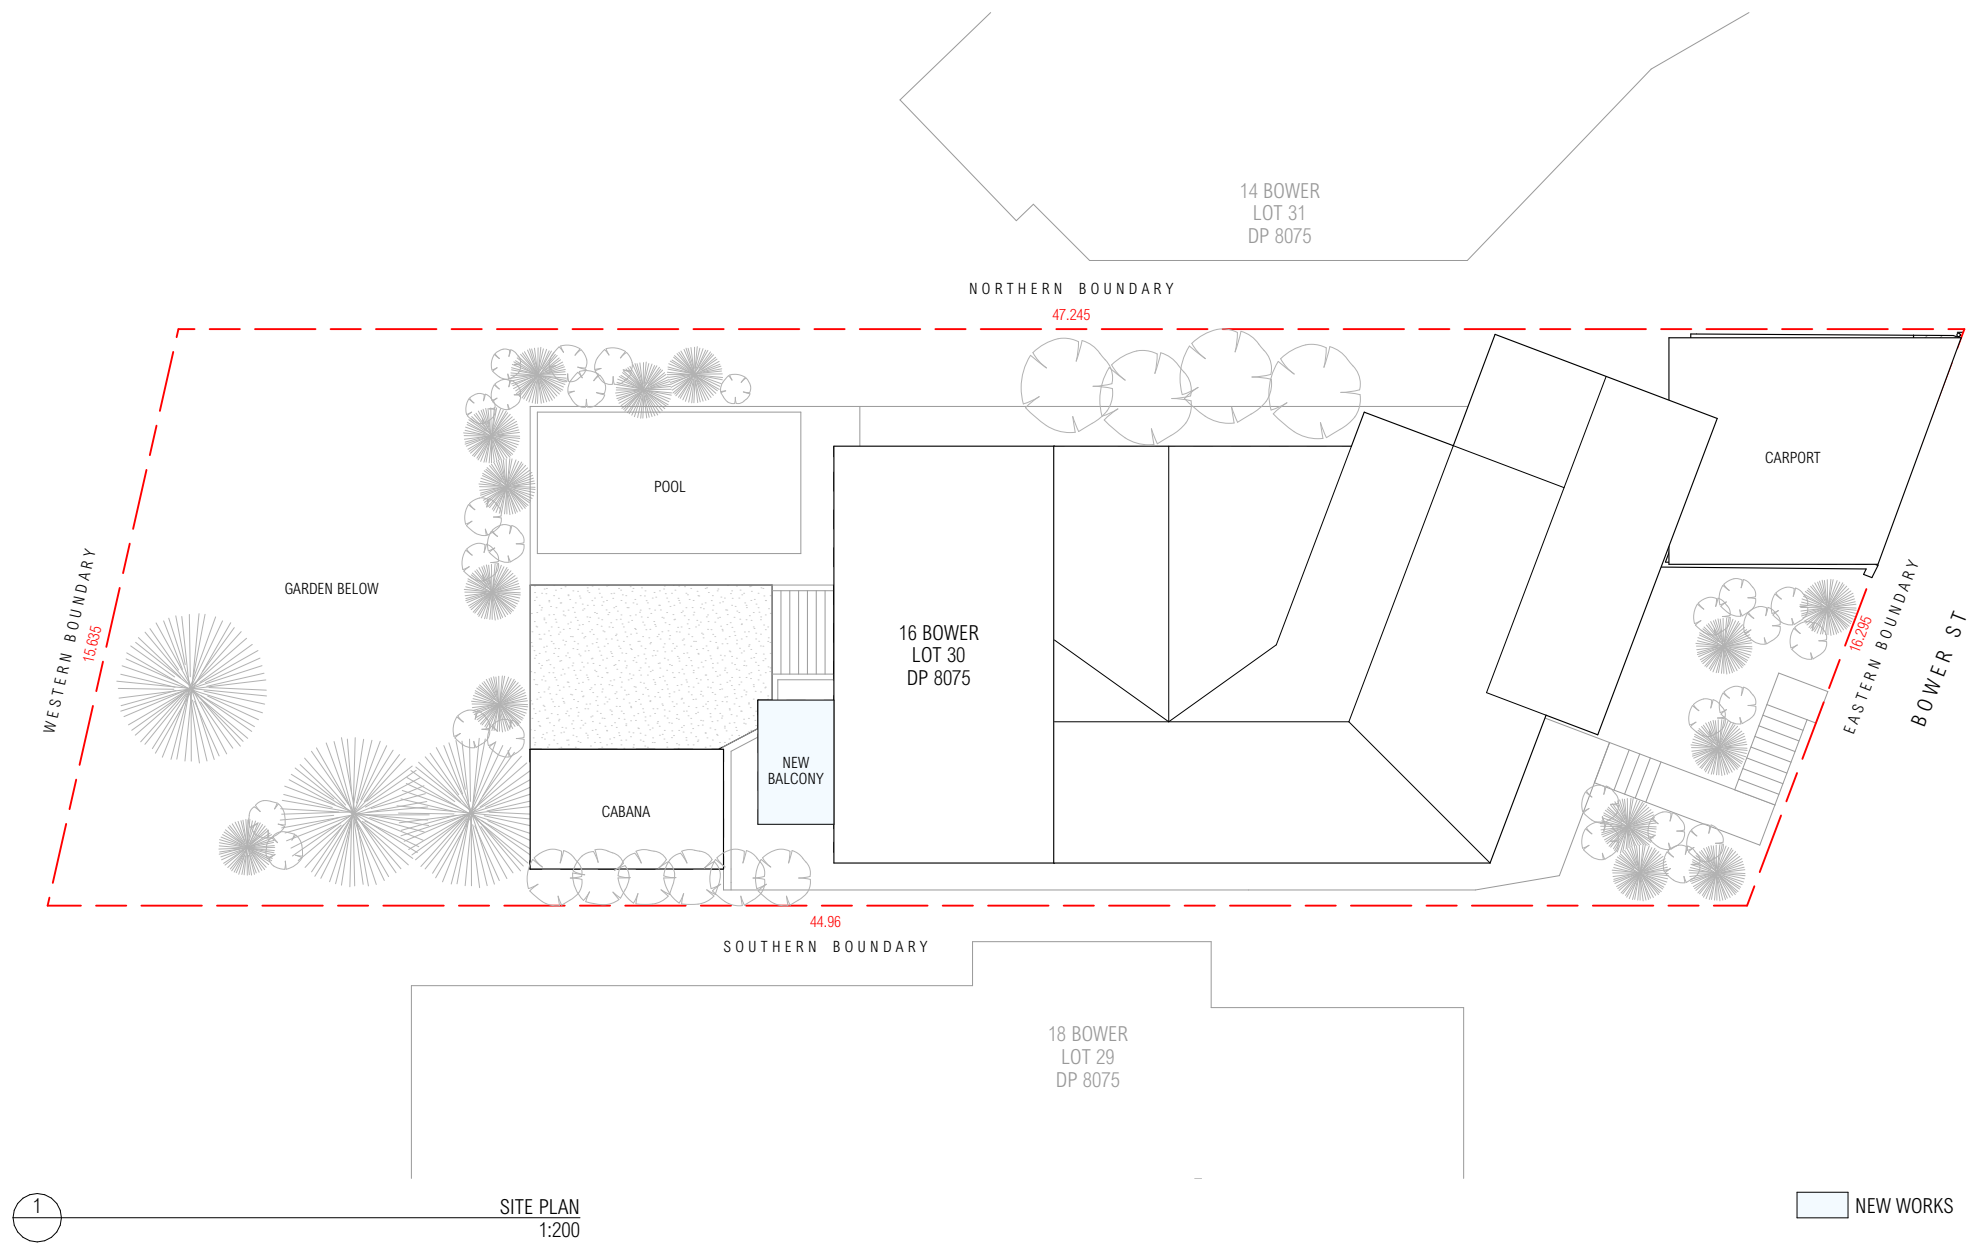 14 BOWER
LOT 31
DP 8075
NORTHERN BOUNDARY
47.245
CARPORT
POOL
GARDEN BELOW
WESTERN BOUNDARY
15.635
16 BOWER
LOT 30
DP 8075
16.295
EASTERN BOUNDARY
BOWER ST
NEW
BALCONY
CABANA
44.96
SOUTHERN BOUNDARY
18 BOWER
LOT 29
DP 8075
1
SITE PLAN
1:200
NEW WORKS